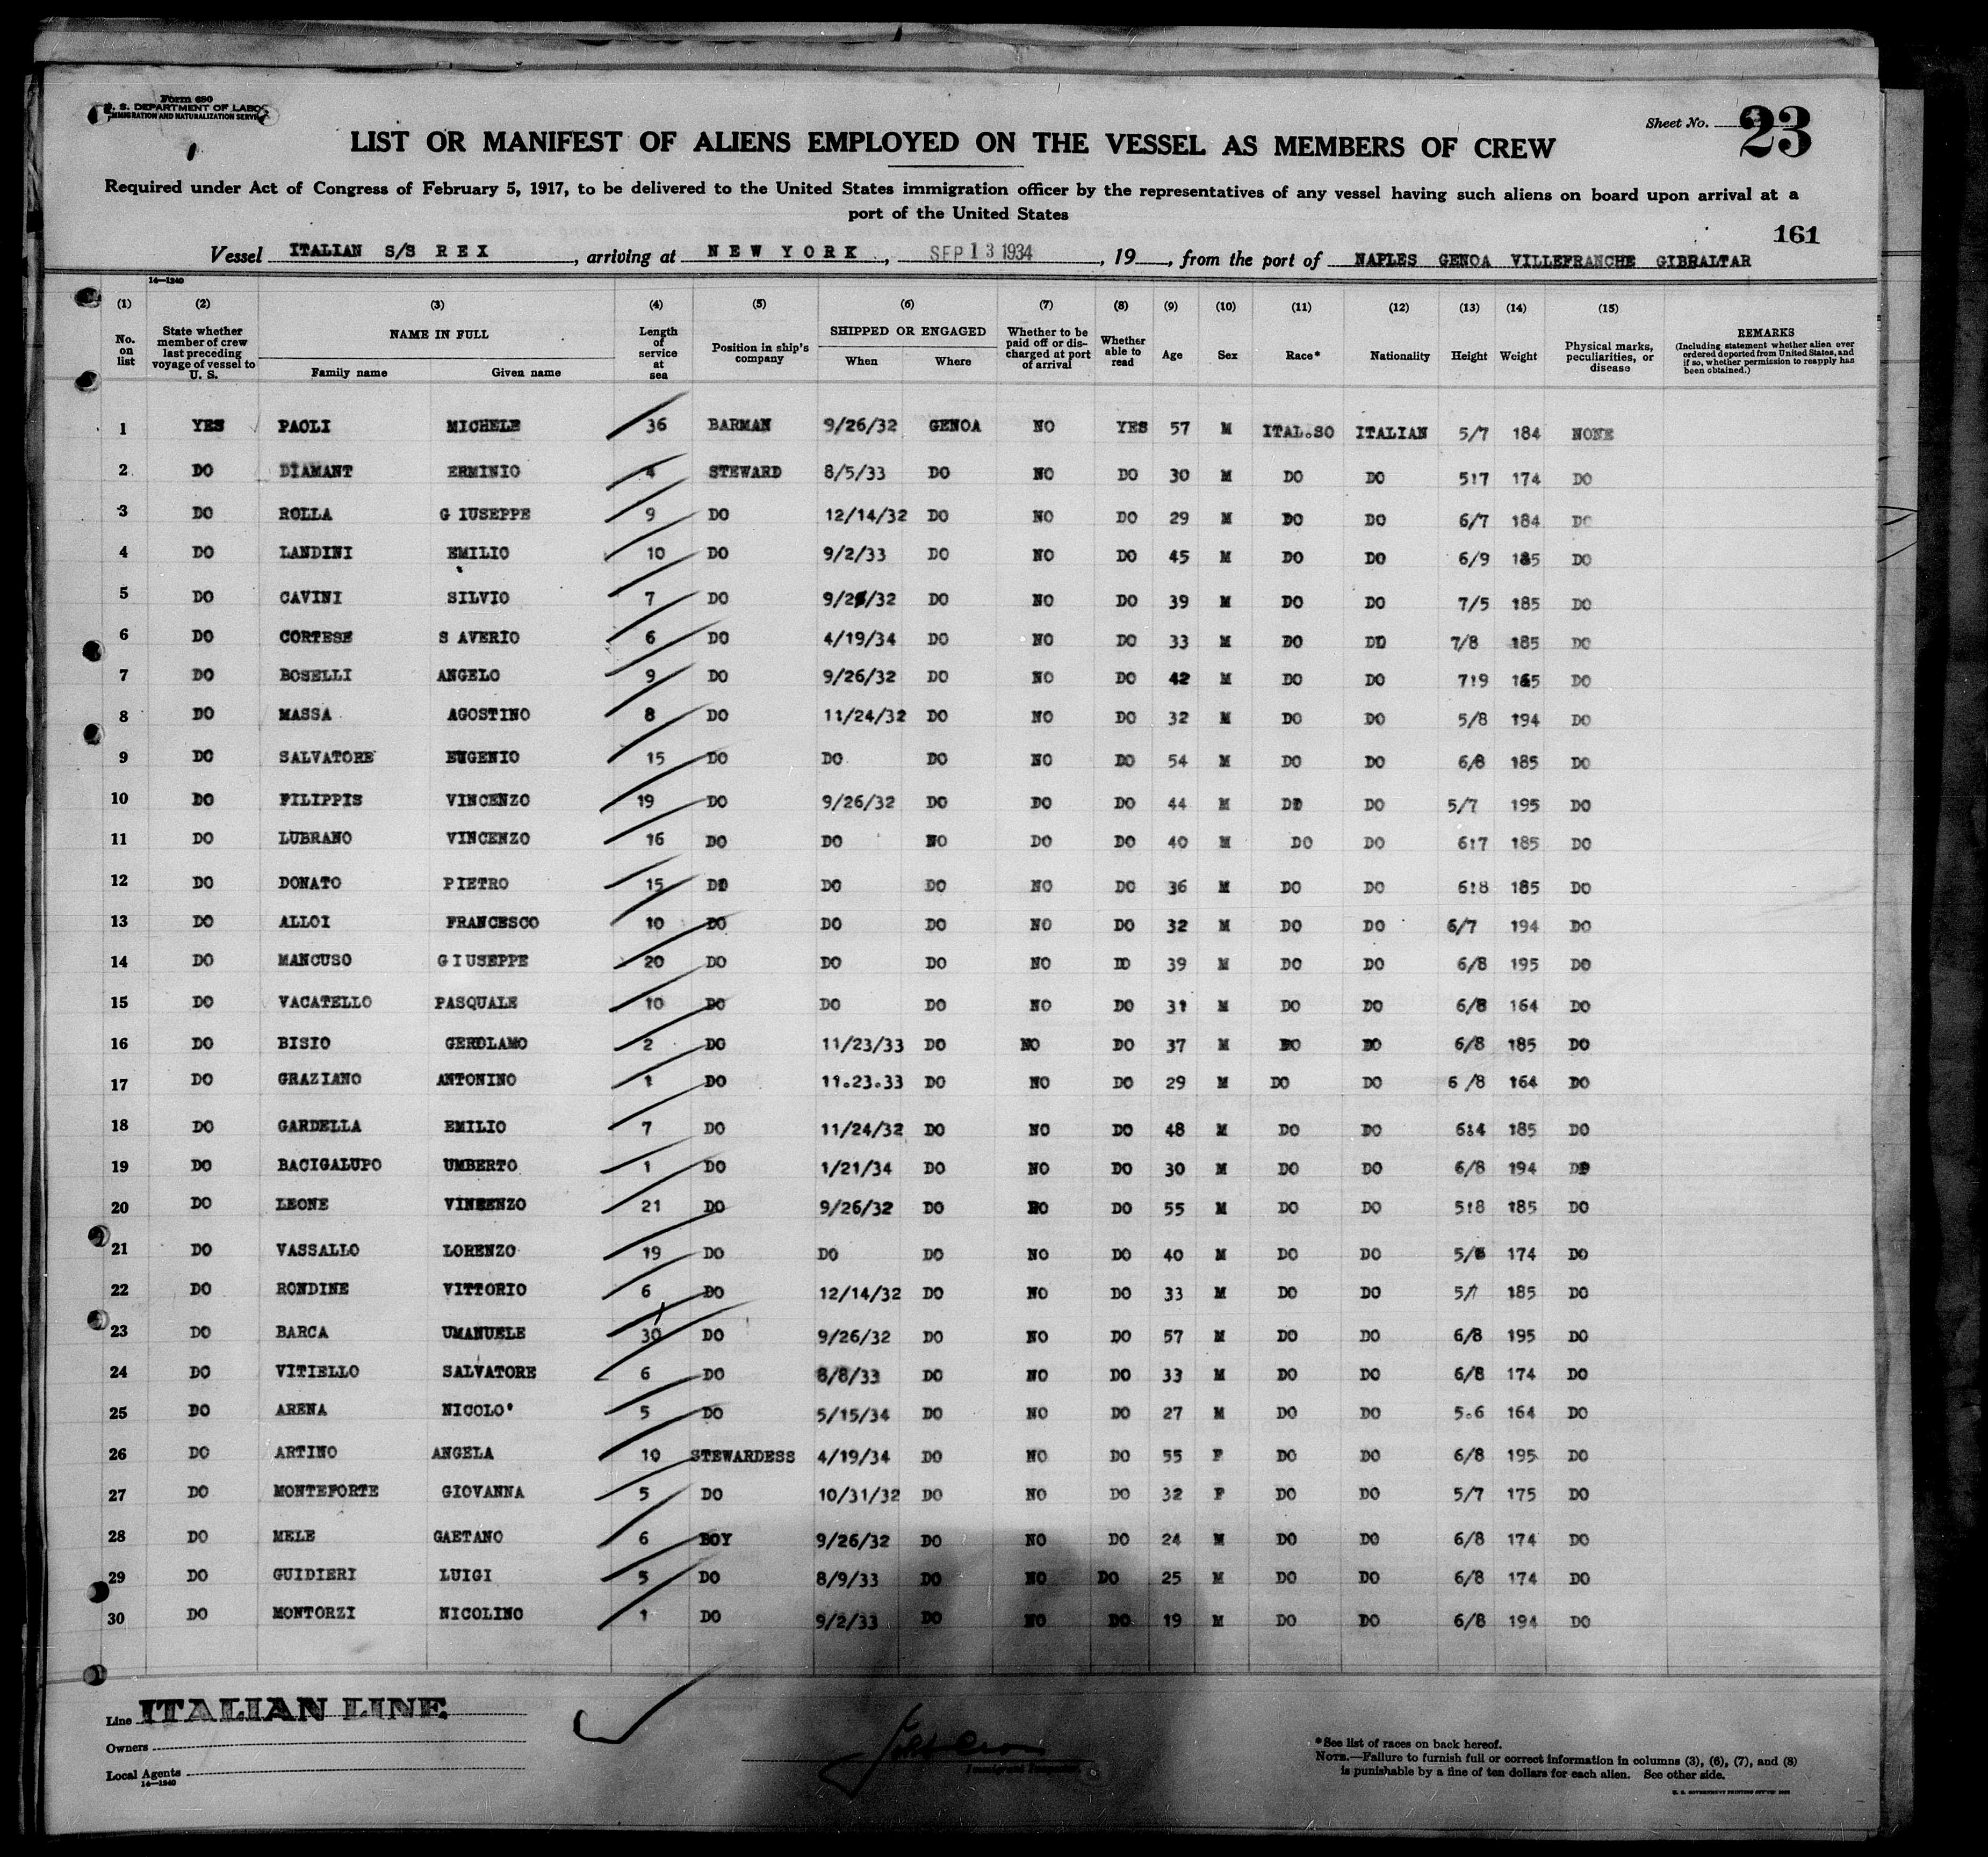 Form 680
U. S. DEPARTMENT OF LABOR
IMMIGRATION AND NATURALIZATION SERVICE
Sheet No. 23
LIST OR MANIFEST OF ALIENS EMPLOYED ON THE VESSEL AS MEMBERS OF CREW
Required under Act of Congress of February 5, 1917, to be delivered to the United States immigration officer by the representatives of any vessel having such aliens on board upon arrival at a
port of the United States
161
Vessel ITALIAN S/S R E X, arriving at N E W Y O R K, SEP 13 1934, 19__, from the port of NAPLES GENOA VILLEFRANCHE GIBRALTAR
14—1240
(1) (2) (3) (4) (5) (6) (7) (8) (9) (10) (11) (12) (13) (14) (15)
No. on list | State whether member of crew last preceding voyage of vessel to U. S. | NAME IN FULL Family name Given name | Length of service at sea | Position in ship's company | SHIPPED OR ENGAGED When Where | Whether to be paid off or discharged at port of arrival | Whether able to read | Age | Sex | Race* | Nationality | Height | Weight | Physical marks, peculiarities, or disease | REMARKS (Including statement whether alien ever ordered deported from United States, and if so, whether permission to reapply has been obtained.)
1 YES PAOLI MICHELE 36 BARMAN 9/26/32 GENOA NO YES 57 M ITAL.SO ITALIAN 5/7 184 NONE
2 DO DIAMANT ERMINIO 4 STEWARD 8/5/33 DO NO DO 30 M DO DO 5!7 174 DO
3 DO ROLLA G IUSEPPE 9 DO 12/14/32 DO NO DO 29 M DO DO 6/7 184 DO
4 DO LANDINI EMILIO 10 DO 9/2/33 DO NO DO 45 M DO DO 6/9 185 DO
5 DO CAVINI SILVIO 7 DO 9/26/32 DO NO DO 39 M DO DO 7/5 185 DO
6 DO CORTESE S AVERIO 6 DO 4/19/34 DO NO DO 33 M DO DO 7/8 185 DO
7 DO BOSELLI ANGELO 9 DO 9/26/32 DO NO DO 42 M DO DO 7!9 165 DO
8 DO MASSA AGOSTINO 8 DO 11/24/32 DO NO DO 32 M DO DO 5/8 194 DO
9 DO SALVATORE EUGENIO 15 DO DO DO NO DO 54 M DO DO 6/8 185 DO
10 DO FILIPPIS VINCENZO 19 DO 9/26/32 DO DO DO 44 M DO DO 5/7 195 DO
11 DO LUBRANO VINCENZO 16 DO DO NO DO DO 40 M DO DO 6!7 185 DO
12 DO DONATO PIETRO 15 DO DO DO NO DO 36 M DO DO 6!8 185 DO
13 DO ALLOI FRANCESCO 10 DO DO DO NO DO 32 M DO DO 6/7 194 DO
14 DO MANCUSO GIUSEPPE 20 DO DO DO NO DO 39 M DO DO 6/8 195 DO
15 DO VACATELLO PASQUALE 10 DO DO DO NO DO 31 M DO DO 6/8 164 DO
16 DO BISIO GEROLAMO 2 DO 11/23/33 DO NO DO 37 M DO DO 6/8 185 DO
17 DO GRAZIANO ANTONINO 1 DO 11.23.33 DO NO DO 29 M DO DO 6 /8 164 DO
18 DO GARDELLA EMILIO 7 DO 11/24/32 DO NO DO 48 M DO DO 6!4 185 DO
19 DO BACIGALUPO UMBERTO 1 DO 1/21/34 DO NO DO 30 M DO DO 6/8 194 DO
20 DO LEONE VINEENZO 21 DO 9/26/32 DO NO DO 55 M DO DO 5!8 185 DO
21 DO VASSALLO LORENZO 19 DO DO DO NO DO 40 M DO DO 174 DO
22 DO RONDINE VITTORIO 6 DO 12/14/32 DO NO DO 33 M DO DO 5/7 185 DO
23 DO BARCA UMANUELE 30 DO 9/26/32 DO NO DO 57 M DO DO 6/8 195 DO
24 DO VITIELLO SALVATORE 6 DO 8/8/33 DO NO DO 33 M DO DO 6/8 174 DO
25 DO ARENA NICOLO' 5 DO 5/15/34 DO NO DO 27 M DO DO 5.6 164 DO
26 DO ARTINO ANGELA 10 STEWARDESS 4/19/34 DO NO DO 55 F DO DO 6/8 195 DO
27 DO MONTEFORTE GIOVANNA 5 DO 10/31/32 DO NO DO 32 F DO DO 5/7 175 DO
28 DO MELE GAETANO 6 BOY 9/26/32 DO NO DO 24 M DO DO 6/8 174 DO
29 DO GUIDIERI LUIGI 5 DO 8/9/33 DO NO DO 25 M DO DO 6/8 174 DO
30 DO MONTORZI NICOLINO 1 DO 9/2/33 DO NO DO 19 M DO DO 6/8 194 DO
Line ITALIAN LINE
Owners
Local Agents
14—1240
Immigrant Inspector.
*See list of races on back hereof.
NOTE.—Failure to furnish full or correct information in columns (3), (6), (7), and (8)
is punishable by a fine of ten dollars for each alien. See other side.